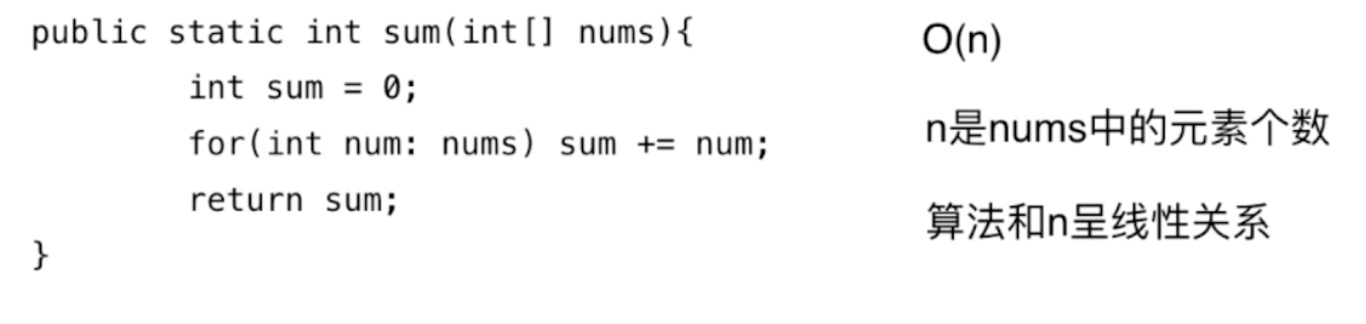 public static int sum(int[] nums){
int sum = 0;
for(int num: nums) sum += num;
return sum;
}
O(n)
n是nums中的元素个数
算法和n呈线性关系